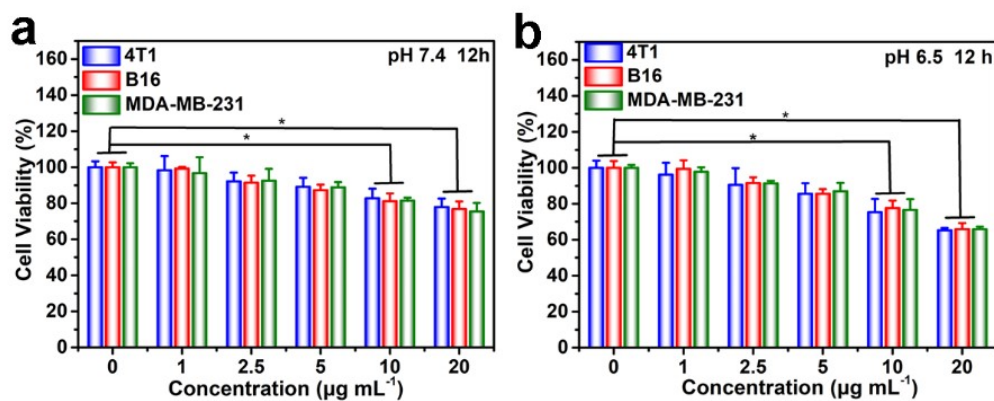 a
4T1
B16
MDA-MB-231
pH 7.4 12h
*
*
Cell Viability (%)
160
140
120
100
80
60
40
20
0
0 1 2.5 5 10 20
Concentration (μg mL⁻¹)
b
4T1
B16
MDA-MB-231
pH 6.5 12 h
*
*
Cell Viability (%)
160
140
120
100
80
60
40
20
0
0 1 2.5 5 10 20
Concentration (μg mL⁻¹)